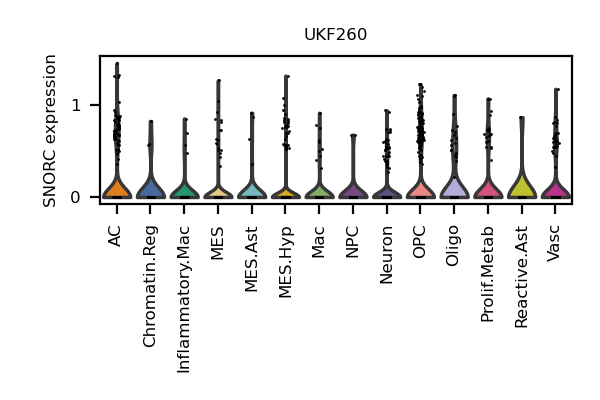 UKF260
SNORC expression
1
0
AC
Chromatin.Reg
Inflammatory.Mac
MES
MES.Ast
MES.Hyp
Mac
NPC
Neuron
OPC
Oligo
Prolif.Metab
Reactive.Ast
Vasc